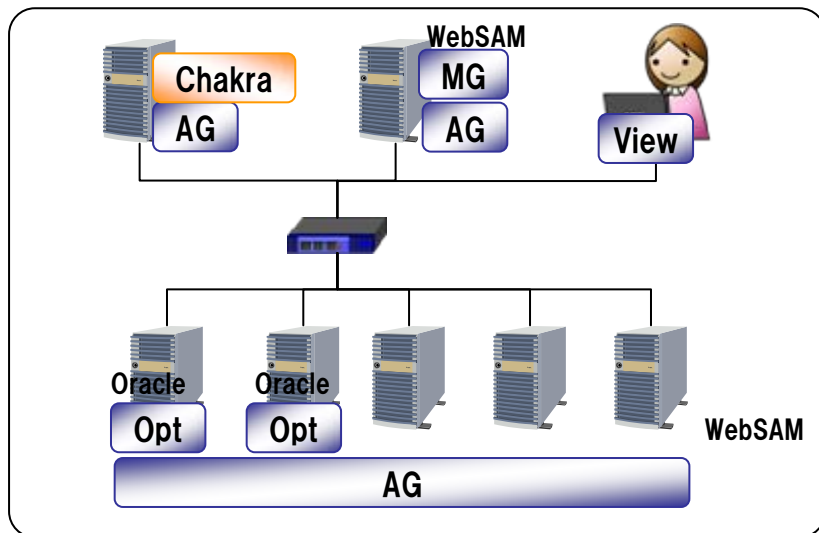 WebSAM
Chakra
MG
AG
AG
View
Oracle
Oracle
Opt
Opt
WebSAM
AG